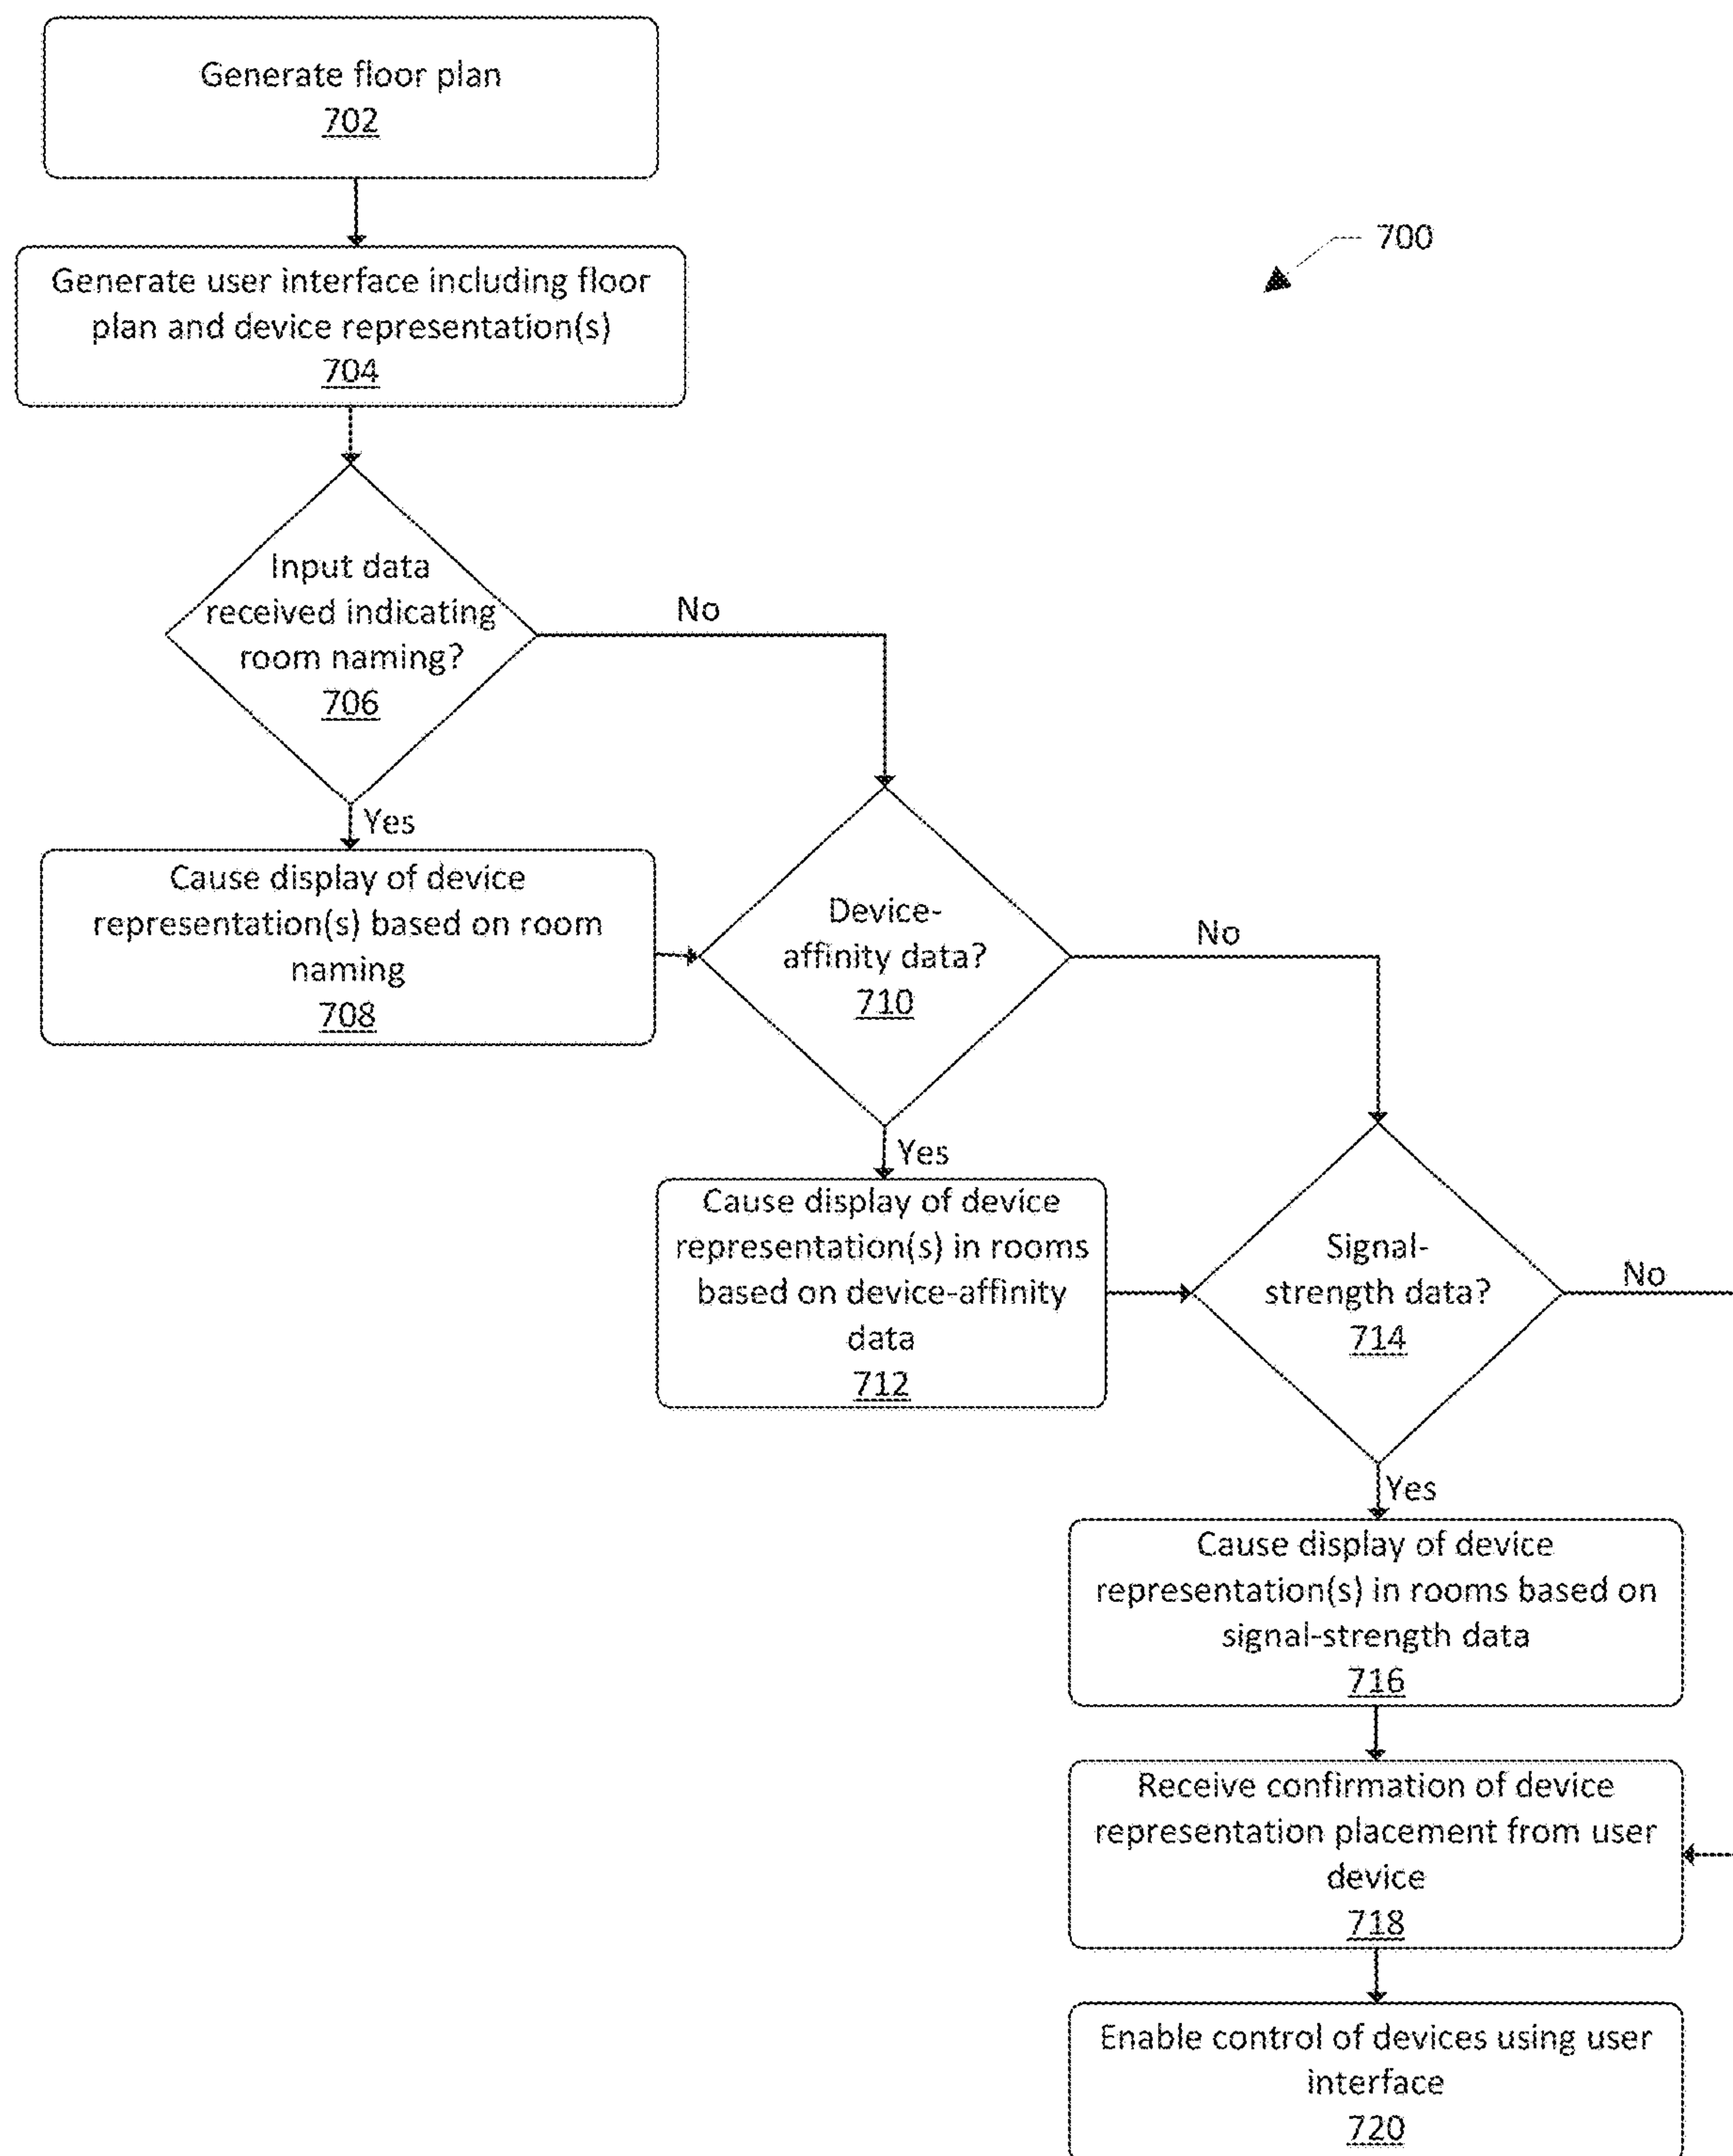 Generate floor plan
702
700
Generate user interface including floor
plan and device representation(s)
704
Input data
received indicating
room naming?
706
No
Yes
Cause display of device
representation(s) based on room
naming
708
Device-
affinity data?
710
No
Yes
Cause display of device
representation(s) in rooms
based on device-affinity
data
712
Signal-
strength data?
714
No
Yes
Cause display of device
representation(s) in rooms based on
signal-strength data
716
Receive confirmation of device
representation placement from user
device
718
Enable control of devices using user
interface
720